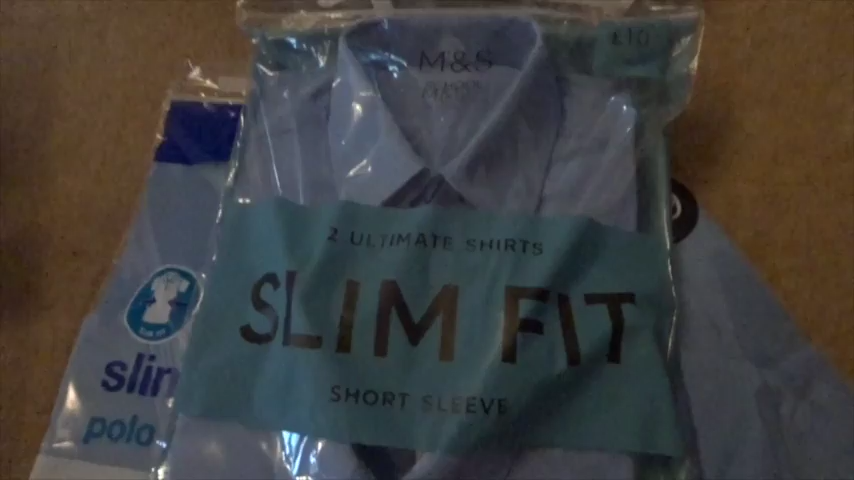 M&S
£10
2 ULTIMATE SHIRTS
SLIM FIT
SHORT SLEEVE
slim
polo